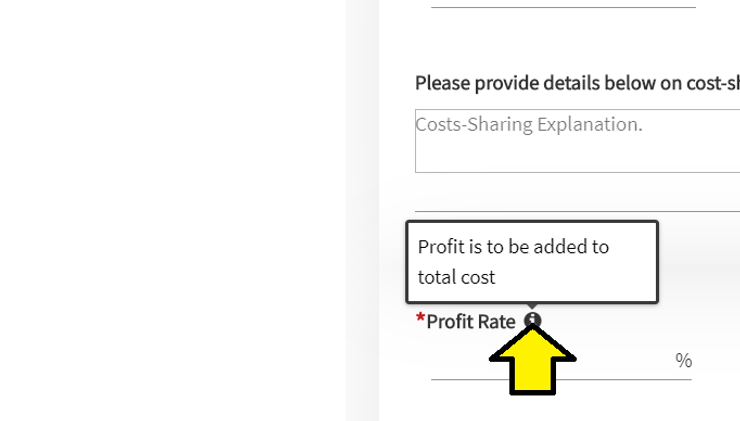 Please provide details below on cost-sh
Costs-Sharing Explanation.
Profit is to be added to
total cost
*Profit Rate
%